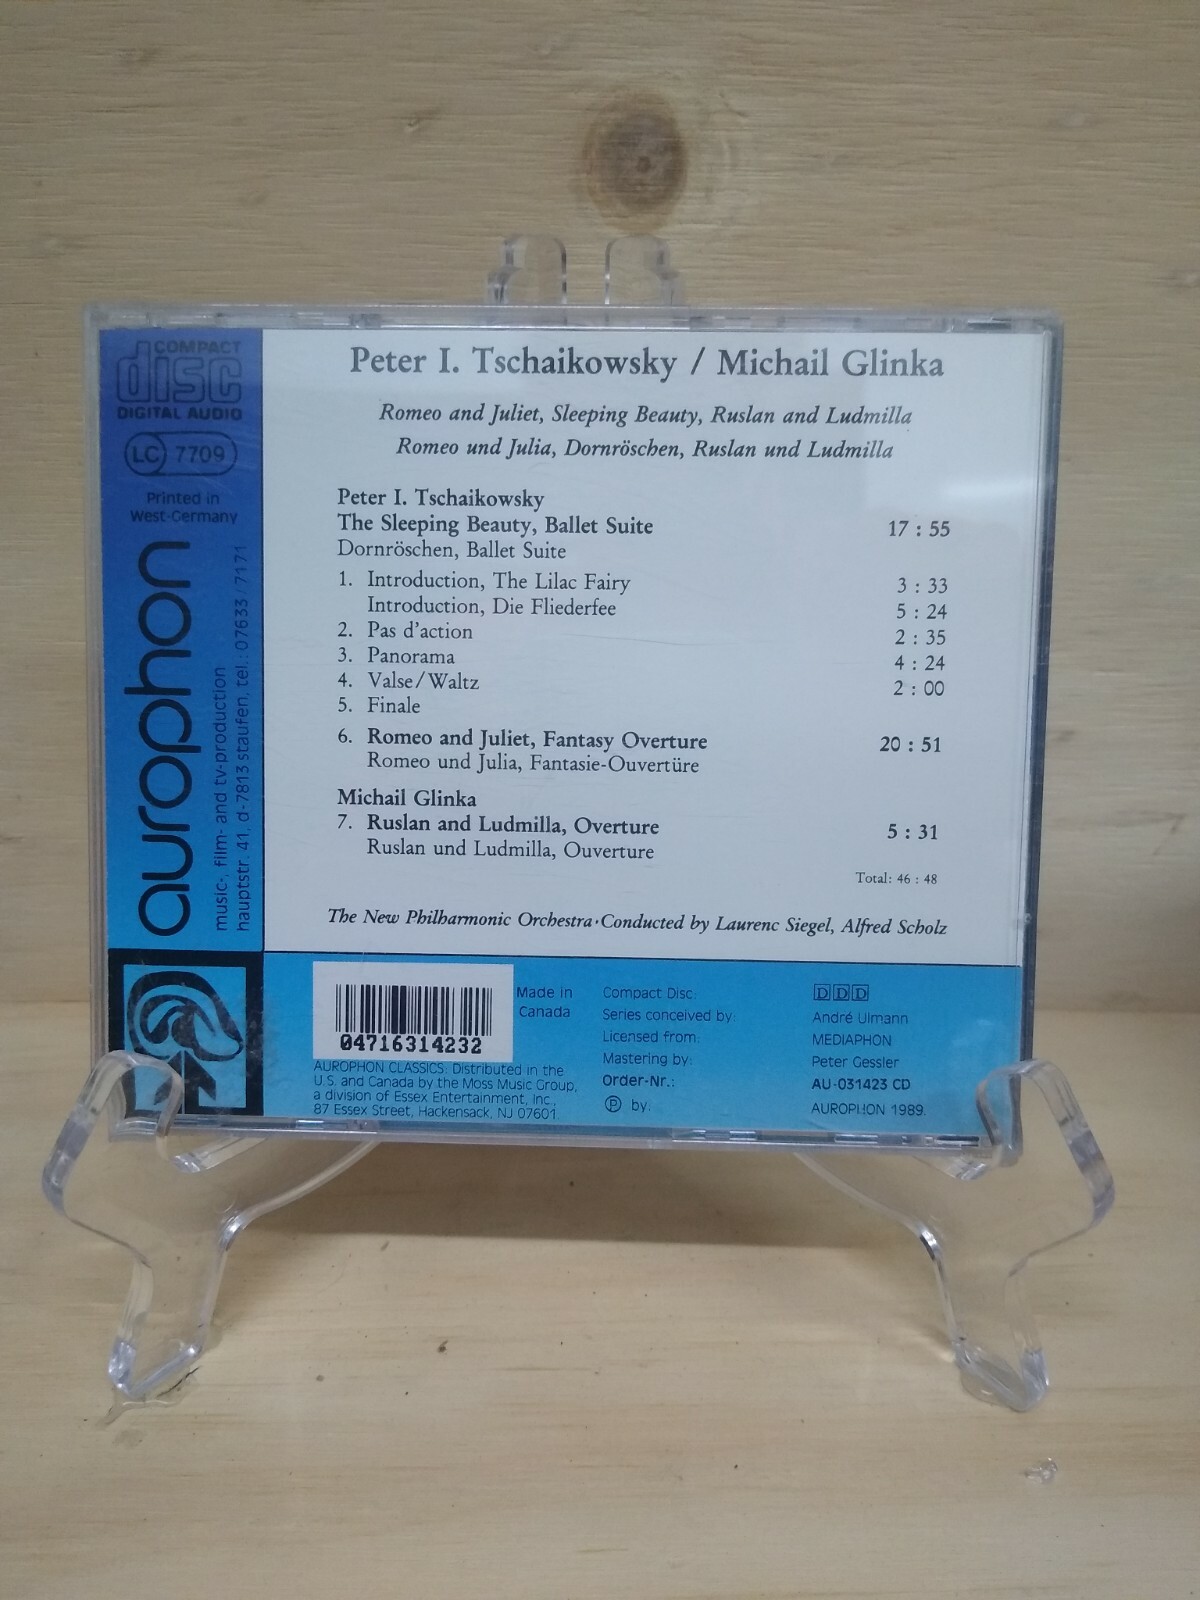 COMPACT
disc
DIGITAL AUDIO
LC 7709
Printed in
West-Germany
aurophon
music-, film- and tv-production
hauptstr. 41, d-7813 staufen, tel.: 07633 / 7171
Peter I. Tschaikowsky / Michail Glinka
Romeo and Juliet, Sleeping Beauty, Ruslan and Ludmilla
Romeo und Julia, Dornröschen, Ruslan und Ludmilla
Peter I. Tschaikowsky
The Sleeping Beauty, Ballet Suite 17 : 55
Dornröschen, Ballet Suite
1. Introduction, The Lilac Fairy 3 : 33
Introduction, Die Fliederfee 5 : 24
2. Pas d'action 2 : 35
3. Panorama 4 : 24
4. Valse/Waltz 2 : 00
5. Finale
6. Romeo and Juliet, Fantasy Overture 20 : 51
Romeo und Julia, Fantasie-Ouvertüre
Michail Glinka
7. Ruslan and Ludmilla, Overture 5 : 31
Ruslan und Ludmilla, Ouverture
Total: 46 : 48
The New Philharmonic Orchestra·Conducted by Laurenc Siegel, Alfred Scholz
04716314232
Made in
Canada
AUROPHON CLASSICS: Distributed in the
U.S. and Canada by the Moss Music Group,
a division of Essex Entertainment, Inc.,
87 Essex Street, Hackensack, NJ 07601.
Compact Disc: DDD
Series conceived by: André Ulmann
Licensed from: MEDIAPHON
Mastering by: Peter Gessler
Order-Nr.: AU-031423 CD
Ⓟ by: AUROPHON 1989.